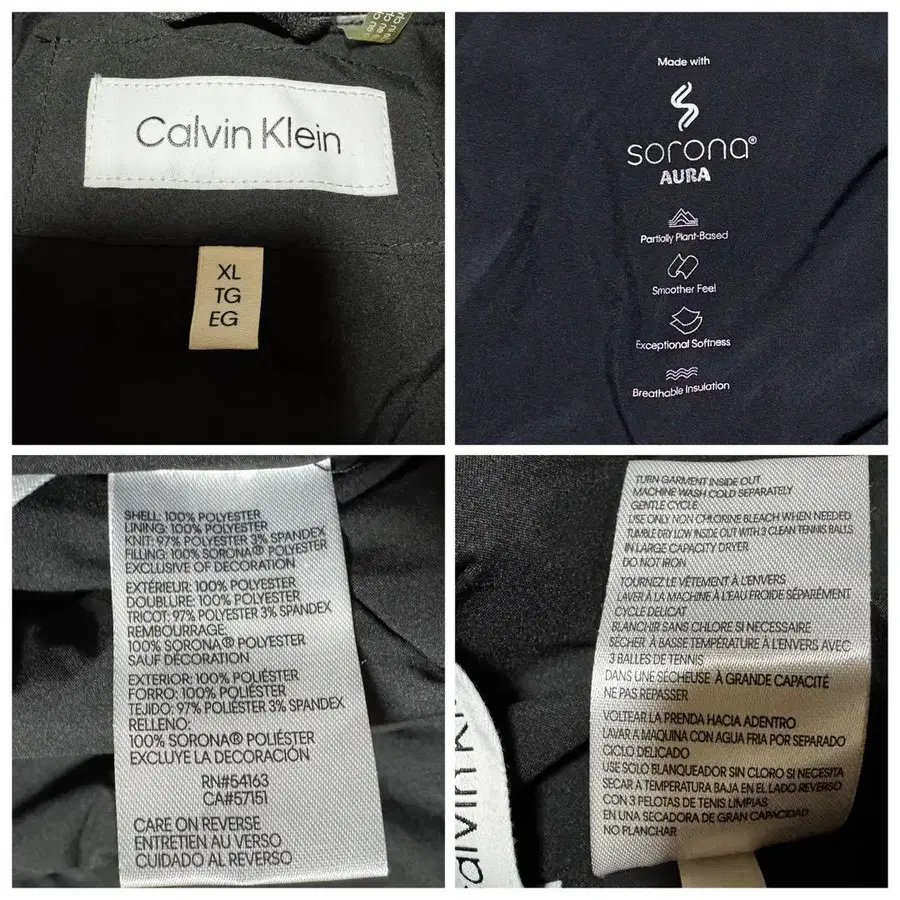 Calvin Klein
XL
TG
EG
Made with
sorona®
AURA
Partially Plant-Based
Smoother Feel
Exceptional Softness
Breathable Insulation
SHELL: 100% POLYESTER
LINING: 100% POLYESTER
KNIT: 97% POLYESTER 3% SPANDEX
FILLING: 100% SORONA® POLYESTER
EXCLUSIVE OF DECORATION
EXTÉRIEUR: 100% POLYESTER
DOUBLURE: 100% POLYESTER
TRICOT: 97% POLYESTER 3% SPANDEX
REMBOURRAGE:
100% SORONA® POLYESTER
SAUF DÉCORATION
EXTERIOR: 100% POLIÉSTER
FORRO: 100% POLIÉSTER
TEJIDO: 97% POLIÉSTER 3% SPANDEX
RELLENO:
100% SORONA® POLIÉSTER
EXCLUYE LA DECORACIÓN
RN#54163
CA#57151
CARE ON REVERSE
ENTRETIEN AU VERSO
CUIDADO AL REVERSO
TURN GARMENT INSIDE OUT
MACHINE WASH COLD SEPARATELY
GENTLE CYCLE
USE ONLY NON CHLORINE BLEACH WHEN NEEDED
TUMBLE DRY LOW INSIDE OUT WITH 3 CLEAN TENNIS BALLS
IN LARGE CAPACITY DRYER
DO NOT IRON
TOURNEZ LE VÊTEMENT À L'ENVERS
LAVER À LA MACHINE À L'EAU FROIDE SÉPARÉMENT
CYCLE DELICAT
BLANCHIR SANS CHLORE SI NECESSAIRE
SÉCHER À BASSE TEMPÉRATURE À L'ENVERS AVEC
3 BALLES DE TENNIS
DANS UNE SÉCHEUSE À GRANDE CAPACITÉ
NE PAS REPASSER
VOLTEAR LA PRENDA HACIA ADENTRO
LAVAR A MAQUINA CON AGUA FRIA POR SEPARADO
CICLO DELICADO
USE SOLO BLANQUEADOR SIN CLORO SI NECESITA
SECAR A TEMPERATURA BAJA EN EL LADO REVERSO
CON 3 PELOTAS DE TENIS LIMPIAS
EN UNA SECADORA DE GRAN CAPACIDAD
NO PLANCHAR